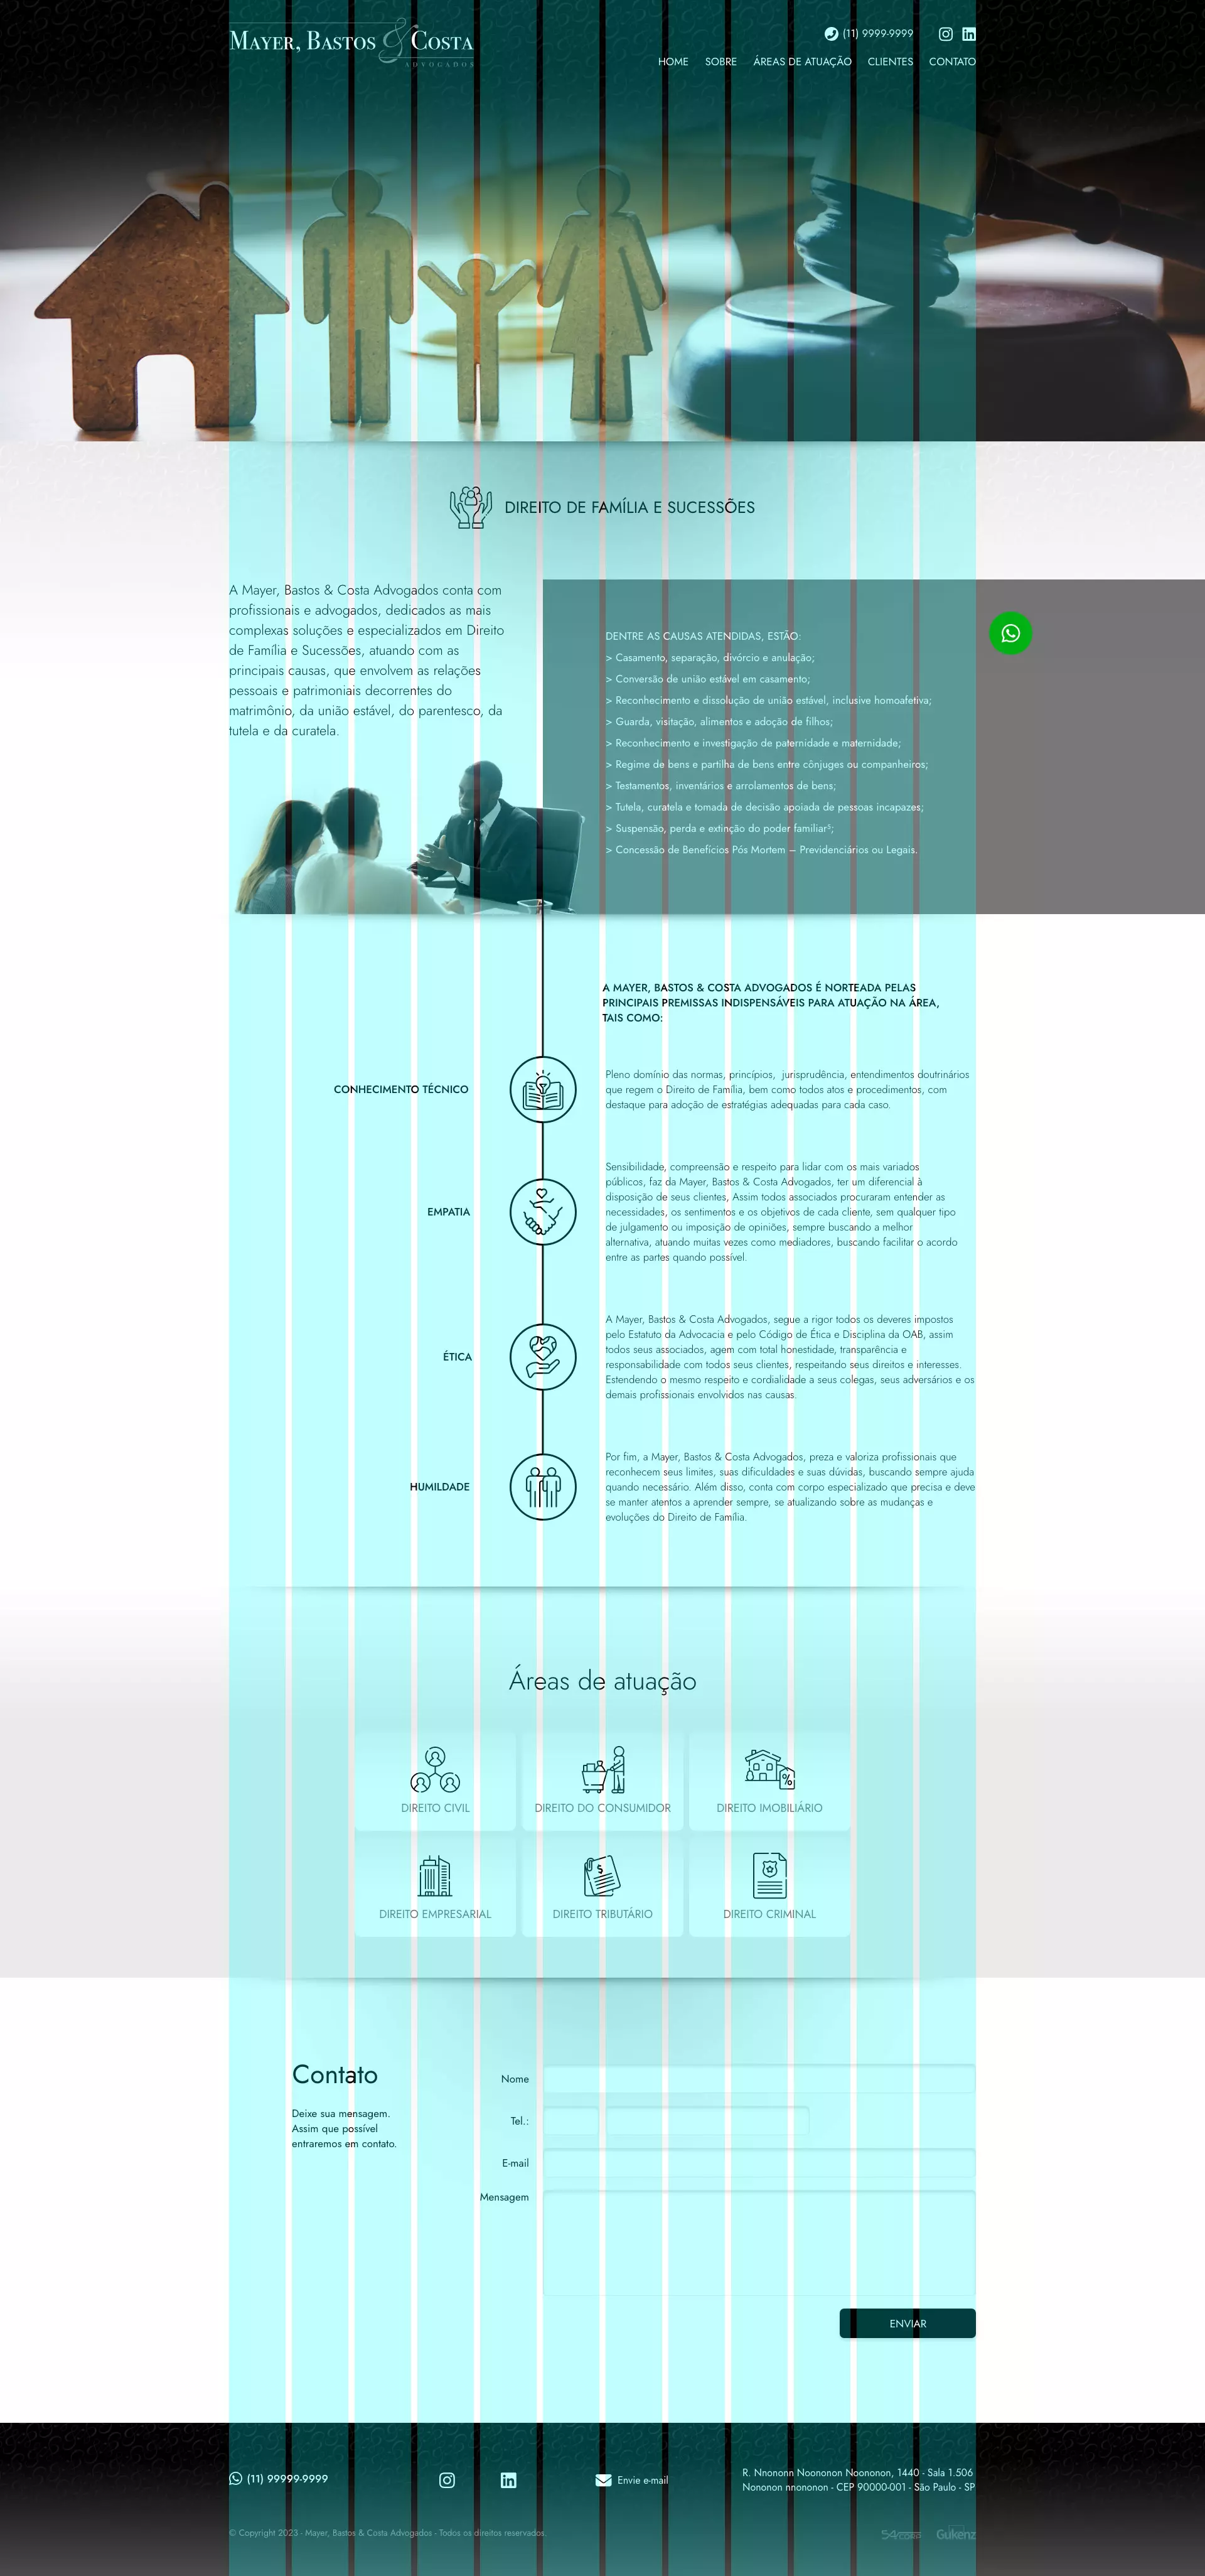 MAYER, BASTOS & COSTA
ADVOGADOS
(11) 9999-9999
HOME SOBRE ÁREAS DE ATUAÇÃO CLIENTES CONTATO
DIREITO DE FAMÍLIA E SUCESSÕES
A Mayer, Bastos & Costa Advogados conta com
profissionais e advogados, dedicados as mais
complexas soluções e especializados em Direito
de Família e Sucessões, atuando com as
principais causas, que envolvem as relações
pessoais e patrimoniais decorrentes do
matrimônio, da união estável, do parentesco, da
tutela e da curatela.
DENTRE AS CAUSAS ATENDIDAS, ESTÃO:
> Casamento, separação, divórcio e anulação;
> Conversão de união estável em casamento;
> Reconhecimento e dissolução de união estável, inclusive homoafetiva;
> Guarda, visitação, alimentos e adoção de filhos;
> Reconhecimento e investigação de paternidade e maternidade;
> Regime de bens e partilha de bens entre cônjuges ou companheiros;
> Testamentos, inventários e arrolamentos de bens;
> Tutela, curatela e tomada de decisão apoiada de pessoas incapazes;
> Suspensão, perda e extinção do poder familiar⁵;
> Concessão de Benefícios Pós Mortem – Previdenciários ou Legais.
A MAYER, BASTOS & COSTA ADVOGADOS É NORTEADA PELAS
PRINCIPAIS PREMISSAS INDISPENSÁVEIS PARA ATUAÇÃO NA ÁREA,
TAIS COMO:
CONHECIMENTO TÉCNICO
Pleno domínio das normas, princípios, jurisprudência, entendimentos doutrinários
que regem o Direito de Família, bem como todos atos e procedimentos, com
destaque para adoção de estratégias adequadas para cada caso.
EMPATIA
Sensibilidade, compreensão e respeito para lidar com os mais variados
públicos, faz da Mayer, Bastos & Costa Advogados, ter um diferencial à
disposição de seus clientes, Assim todos associados procuraram entender as
necessidades, os sentimentos e os objetivos de cada cliente, sem qualquer tipo
de julgamento ou imposição de opiniões, sempre buscando a melhor
alternativa, atuando muitas vezes como mediadores, buscando facilitar o acordo
entre as partes quando possível.
ÉTICA
A Mayer, Bastos & Costa Advogados, segue a rigor todos os deveres impostos
pelo Estatuto da Advocacia e pelo Código de Ética e Disciplina da OAB, assim
todos seus associados, agem com total honestidade, transparência e
responsabilidade com todos seus clientes, respeitando seus direitos e interesses.
Estendendo o mesmo respeito e cordialidade a seus colegas, seus adversários e os
demais profissionais envolvidos nas causas.
HUMILDADE
Por fim, a Mayer, Bastos & Costa Advogados, preza e valoriza profissionais que
reconhecem seus limites, suas dificuldades e suas dúvidas, buscando sempre ajuda
quando necessário. Além disso, conta com corpo especializado que precisa e deve
se manter atentos a aprender sempre, se atualizando sobre as mudanças e
evoluções do Direito de Família.
Áreas de atuação
DIREITO CIVIL DIREITO DO CONSUMIDOR DIREITO IMOBILIÁRIO
DIREITO EMPRESARIAL DIREITO TRIBUTÁRIO DIREITO CRIMINAL
Contato
Deixe sua mensagem.
Assim que possível
entraremos em contato.
Nome
Tel.:
E-mail
Mensagem
ENVIAR
(11) 99999-9999
Envie e-mail
R. Nnononn Noononon Noononon, 1440 - Sala 1.506
Nononon nnononon - CEP 90000-001 - São Paulo - SP
© Copyright 2023 - Mayer, Bastos & Costa Advogados - Todos os direitos reservados.
Gukenz